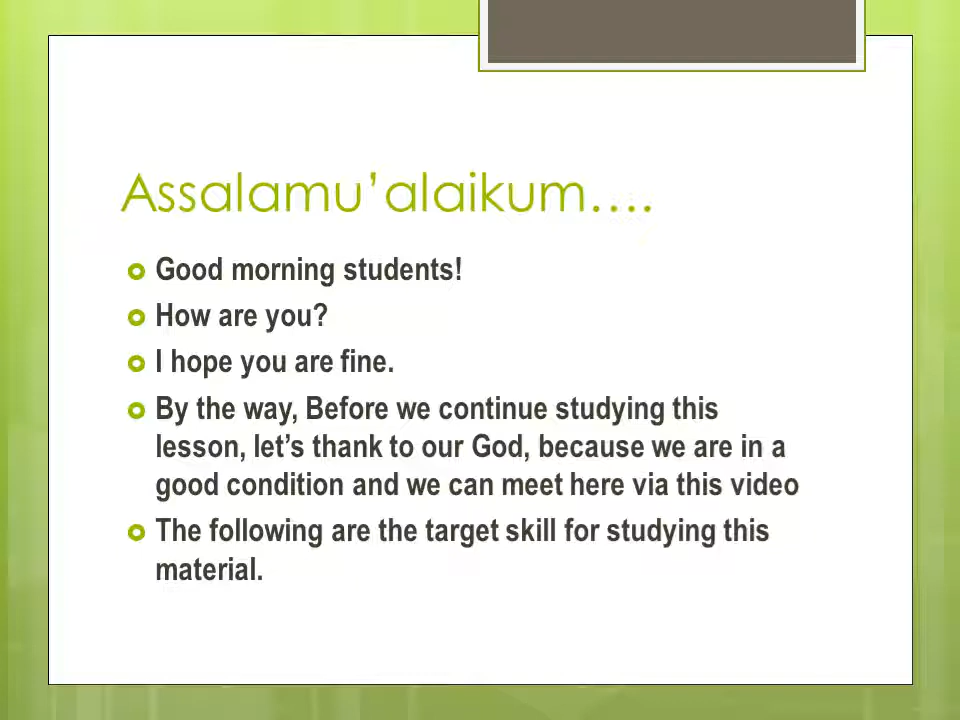 Assalamu’alaikum….
Good morning students!
How are you?
I hope you are fine.
By the way, Before we continue studying this
lesson, let’s thank to our God, because we are in a
good condition and we can meet here via this video
The following are the target skill for studying this
material.